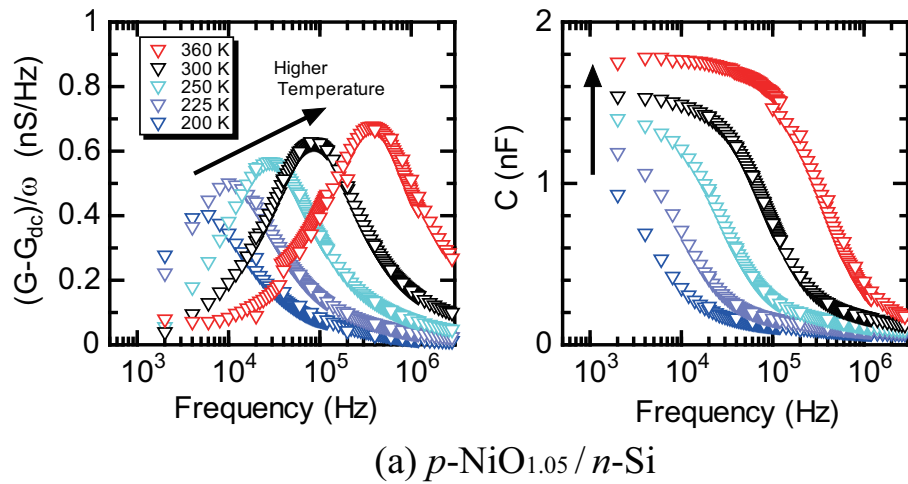 1
0.8
0.6
0.4
0.2
0
(G-G_dc)/ω (nS/Hz)
360 K
300 K
250 K
225 K
200 K
Higher
Temperature
10³ 10⁴ 10⁵ 10⁶
Frequency (Hz)
2
1
0
C (nF)
10³ 10⁴ 10⁵ 10⁶
Frequency (Hz)
(a) p-NiO₁.₀₅ / n-Si